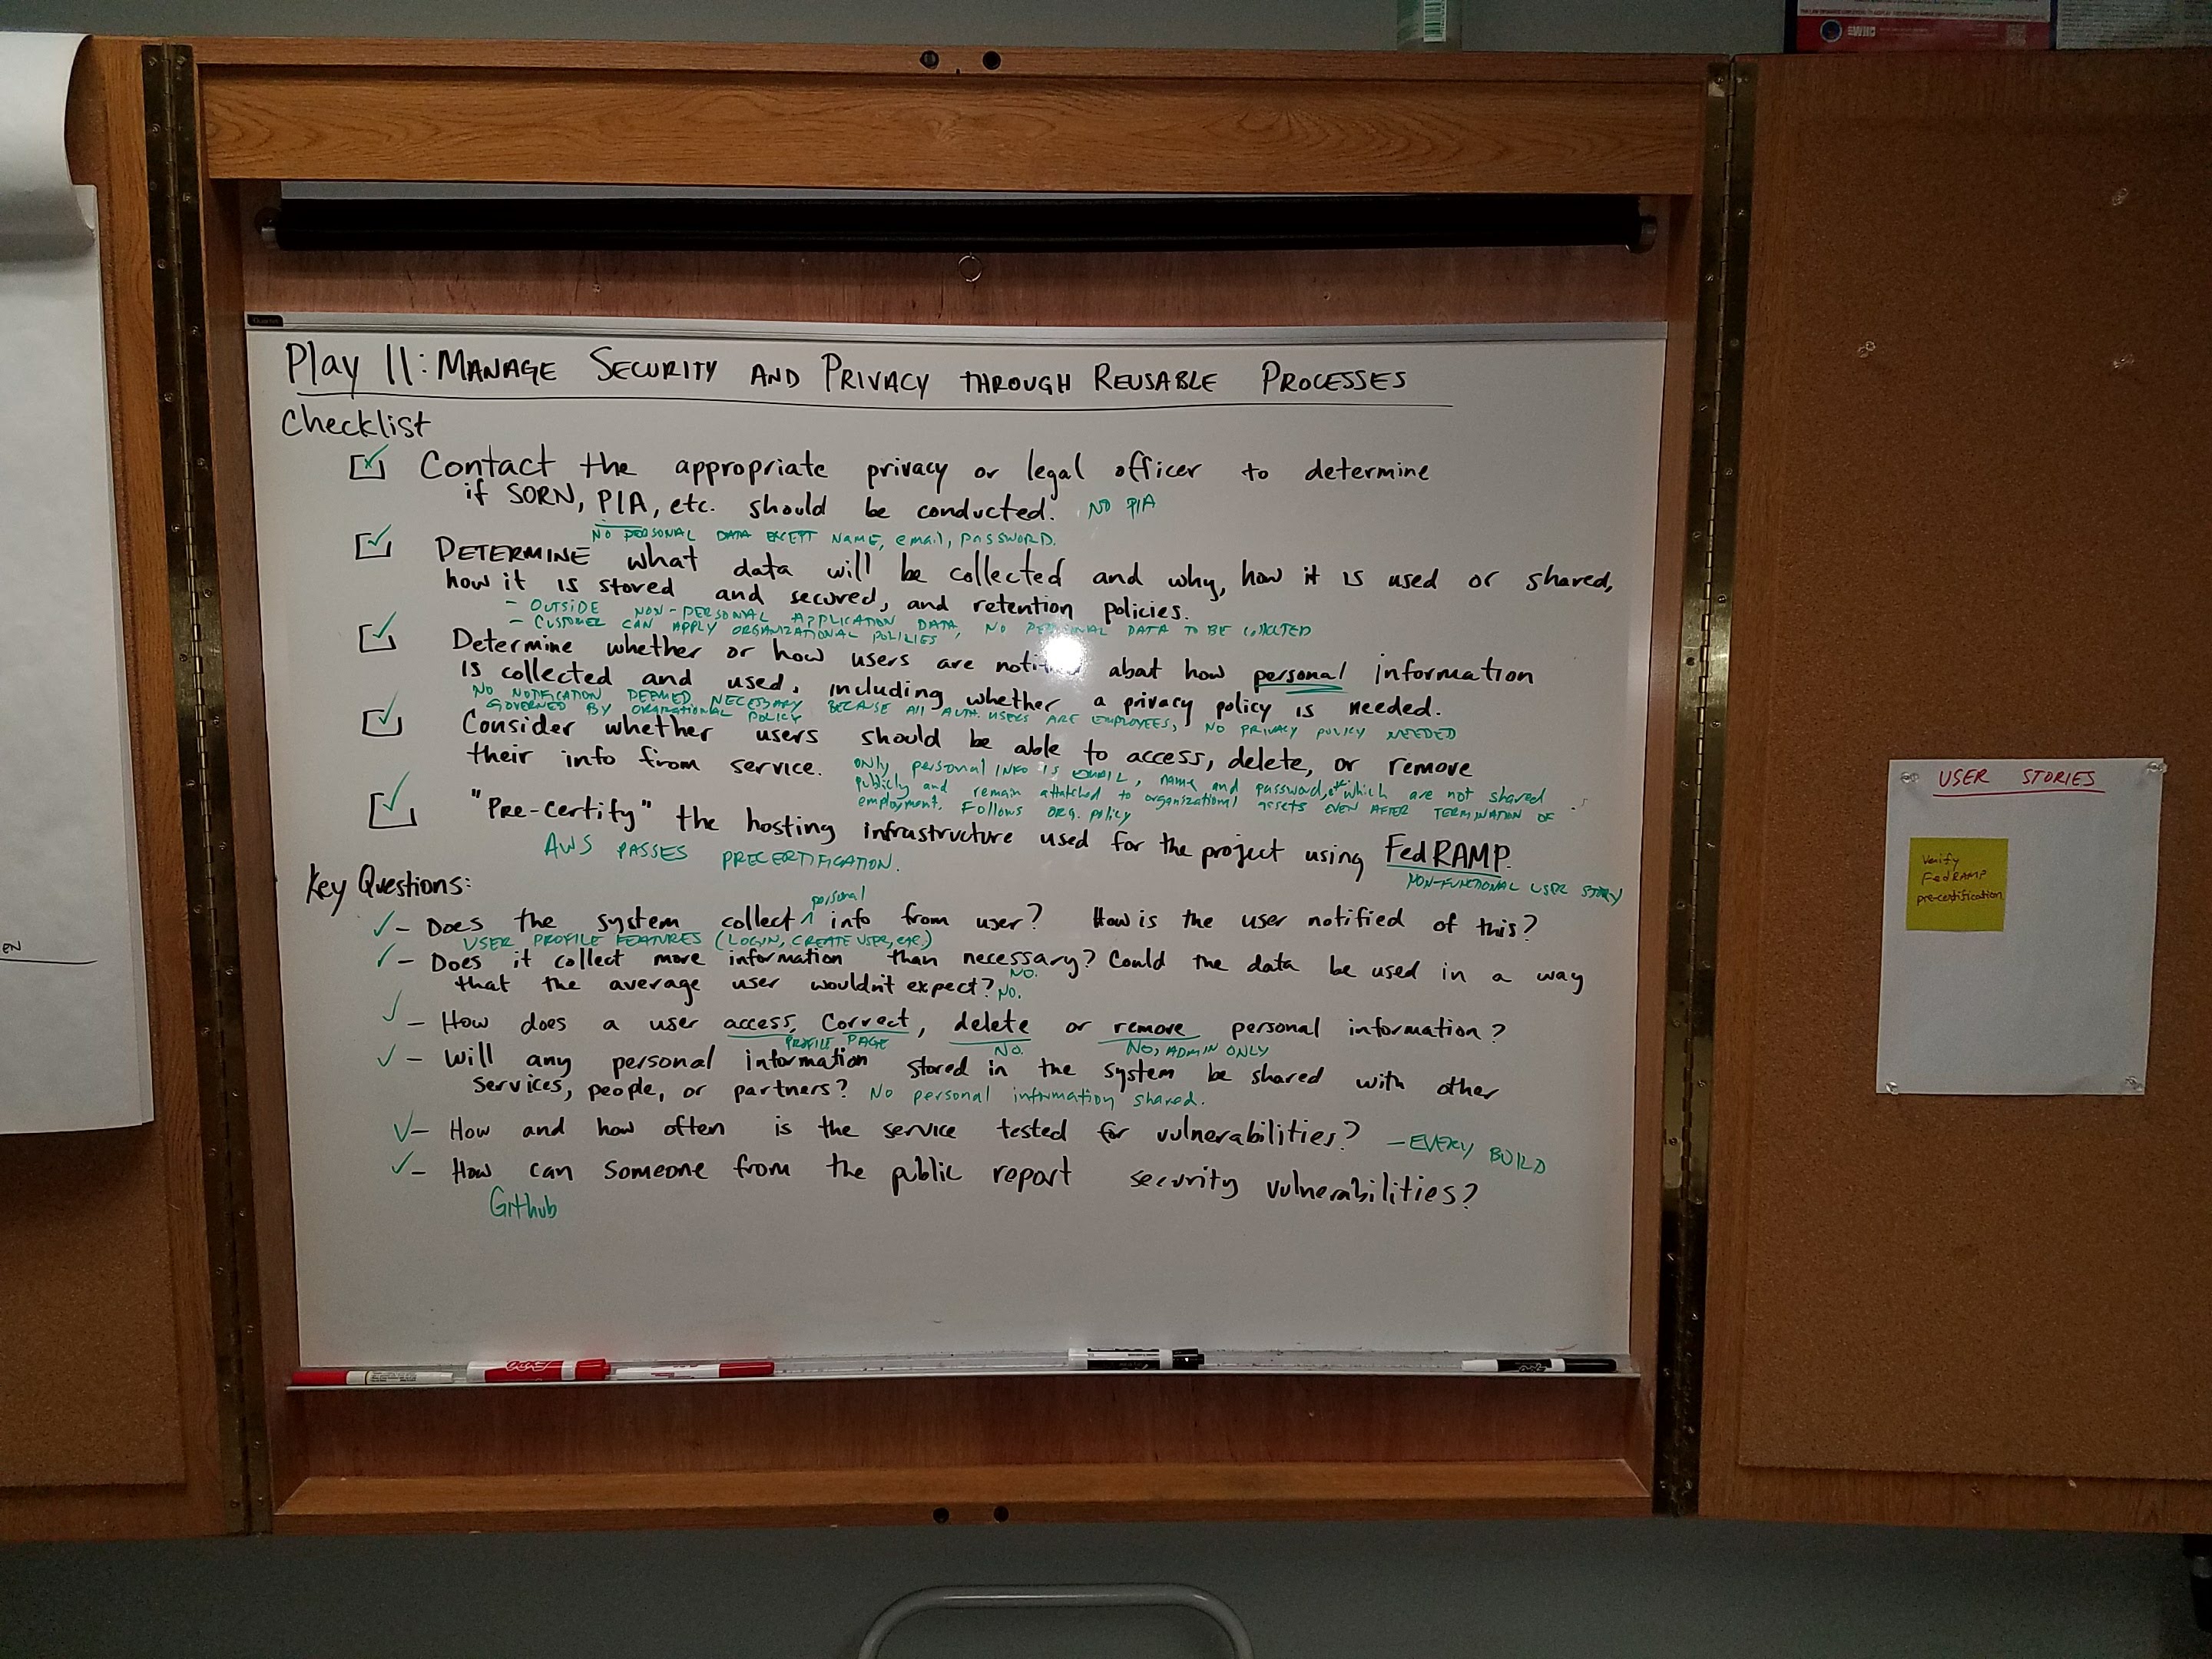 Play 11: MANAGE SECURITY AND PRIVACY THROUGH REUSABLE PROCESSES
Checklist
Contact the appropriate privacy or legal officer to determine
if SORN, PIA, etc. should be conducted. NO PIA
NO PERSONAL DATA EXCEPT NAME, email, PASSWORD.
DETERMINE what data will be collected and why, how it is used or shared,
how it is stored and secured, and retention policies.
- OUTSIDE NON-PERSONAL APPLICATION DATA, NO PERSONAL DATA TO BE COLLECTED
- CUSTOMER CAN APPLY ORGANIZATIONAL POLICIES
Determine whether or how users are about how personal information
is collected and used, including whether a privacy policy is needed.
NO NOTIFICATION DEEMED NECESSARY BECAUSE All AUTH. USERS ARE EMPLOYEES, NO PRIVACY POLICY NEEDED
GOVERNED BY ORGANIZATIONAL POLICY
Consider whether users should be able to access, delete, or remove
their info from service.
ONLY personal INFO IS EMAIL, name and password, which are not shared
publicly and remain attatched to organizational assets EVEN AFTER TERMINATION OF
employment. Follows ORG. policy
"Pre-certify" the hosting infrastructure used for the project using FedRAMP.
AWS PASSES PRECERTIFICATION.
NON-FUNCTIONAL USER STORY
Key Questions:
personal
- Does the system collect ^ info from user? How is the user notified of this?
USER PROFILE FEATURES (LOGIN, CREATE USER, etc.)
- Does it collect more information than necessary? Could the data be used in a way
NO.
that the average user wouldn't expect? No.
- How does a user access, correct, delete or remove personal information?
PROFILE PAGE NO. NO, ADMIN ONLY
- Will any personal information stored in the system be shared with other
services, people, or partners? No personal information shared.
- How and how often is the service tested for vulnerabilities? - EVERY BUILD
- How can someone from the public report security vulnerabilities?
Github
USER STORIES
Verify
FedRAMP
pre-certification
EN
WIC